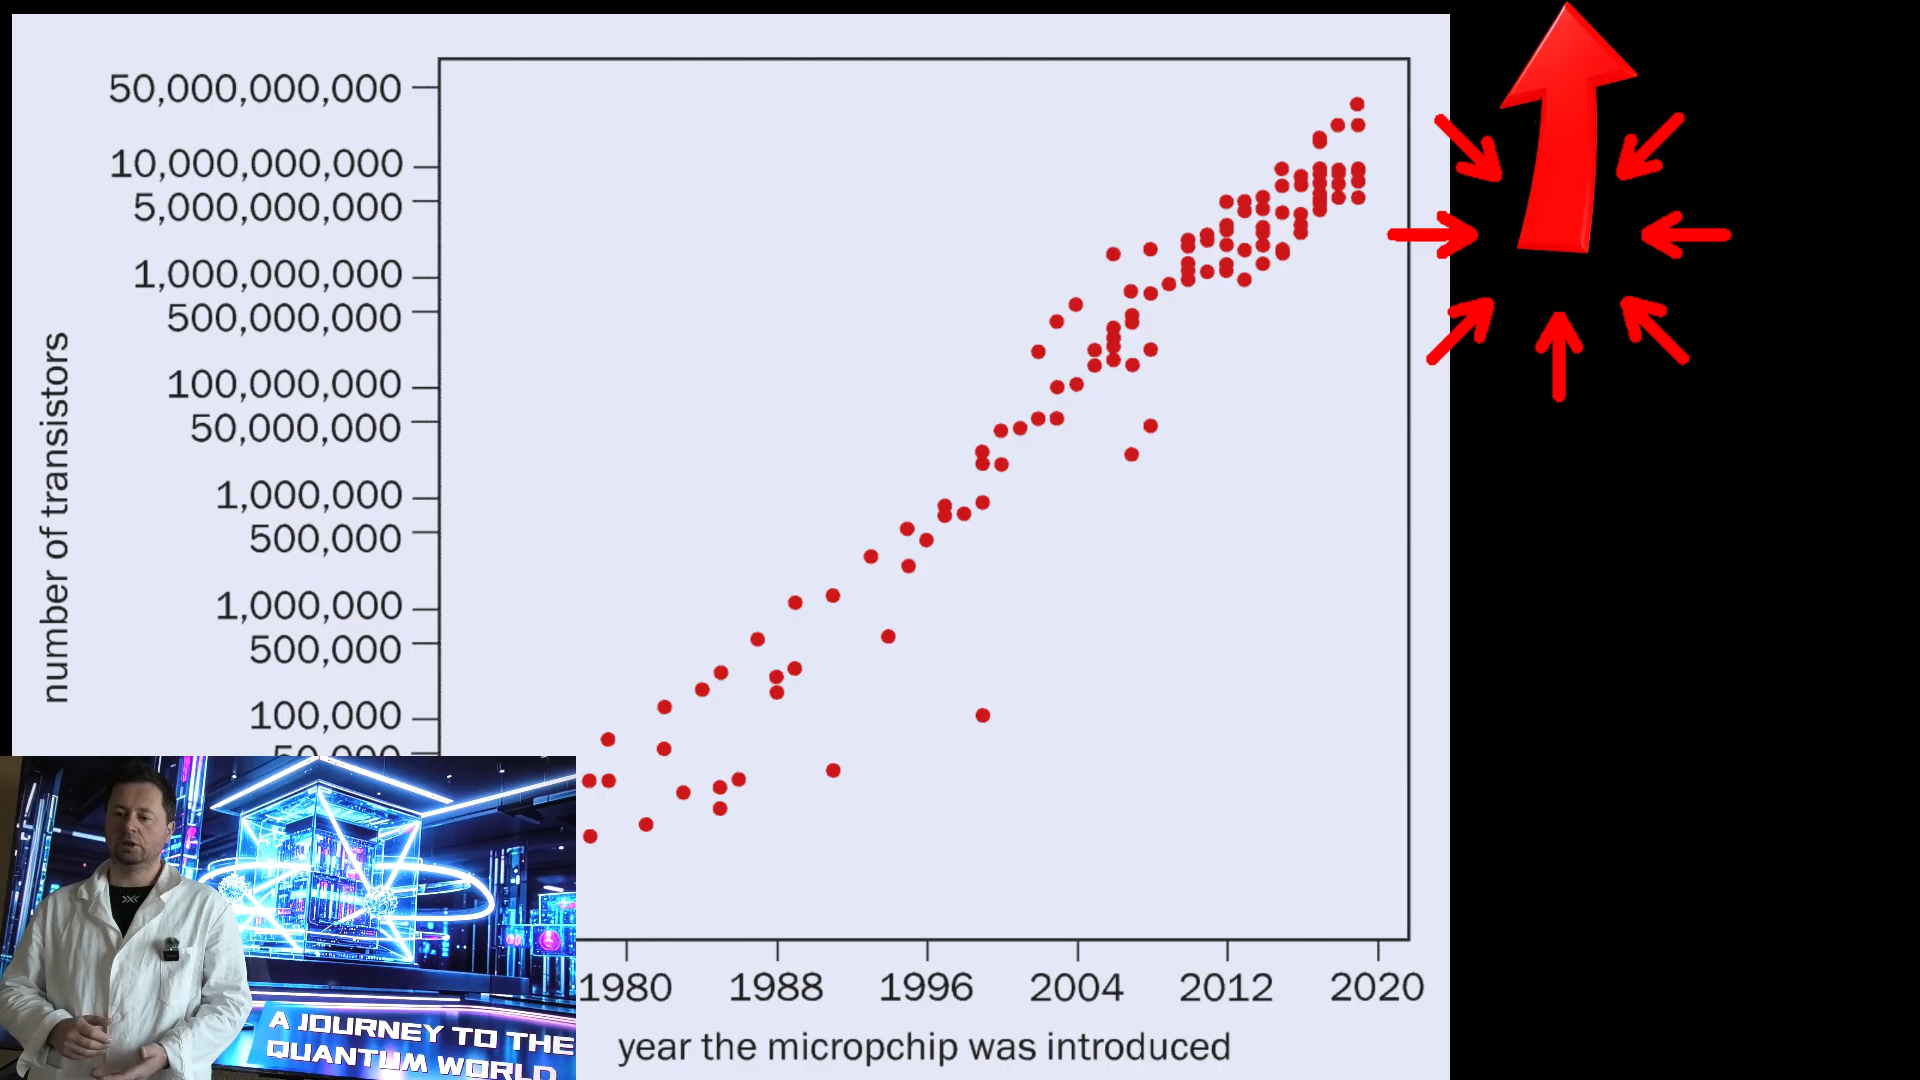 50,000,000,000
10,000,000,000
5,000,000,000
1,000,000,000
500,000,000
100,000,000
50,000,000
1,000,000
500,000
1,000,000
500,000
100,000
50,000
number of transistors
1980 1988 1996 2004 2012 2020
year the micropchip was introduced
A JOURNEY TO THE
QUANTUM WORLD